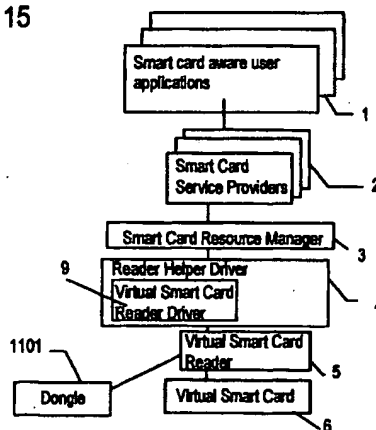 15
Smart card aware user
applications
1
Smart Card
Service Providers
2
Smart Card Resource Manager
3
Reader Helper Driver
9
Virtual Smart Card
Reader Driver
4
1101
Virtual Smart Card
Reader
5
Dongle
Virtual Smart Card
6